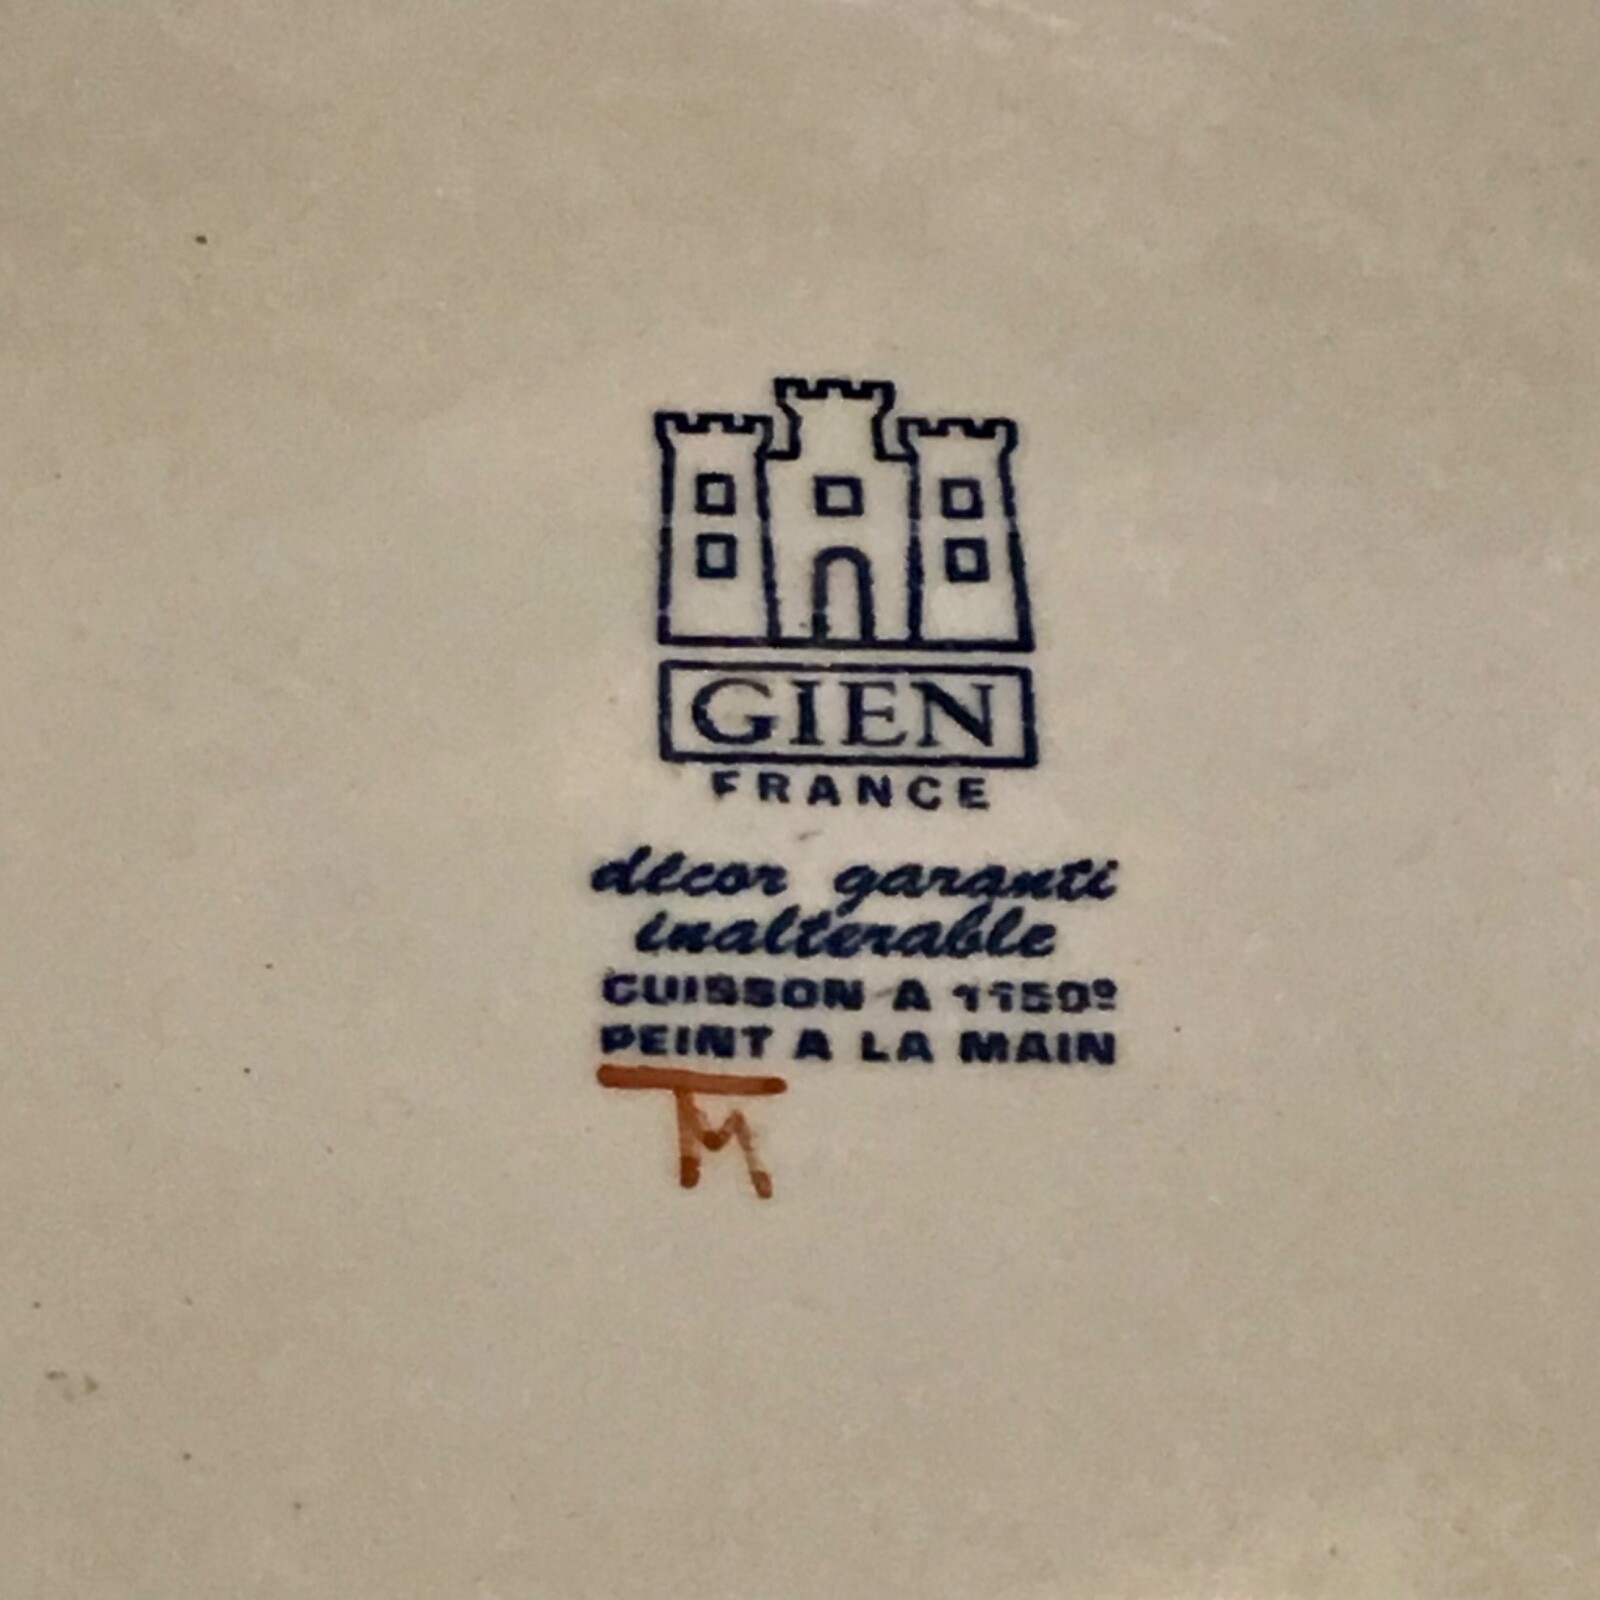 GIEN
FRANCE
décor garanti
inaltérable
CUISSON A 1150º
PEINT A LA MAIN
TM